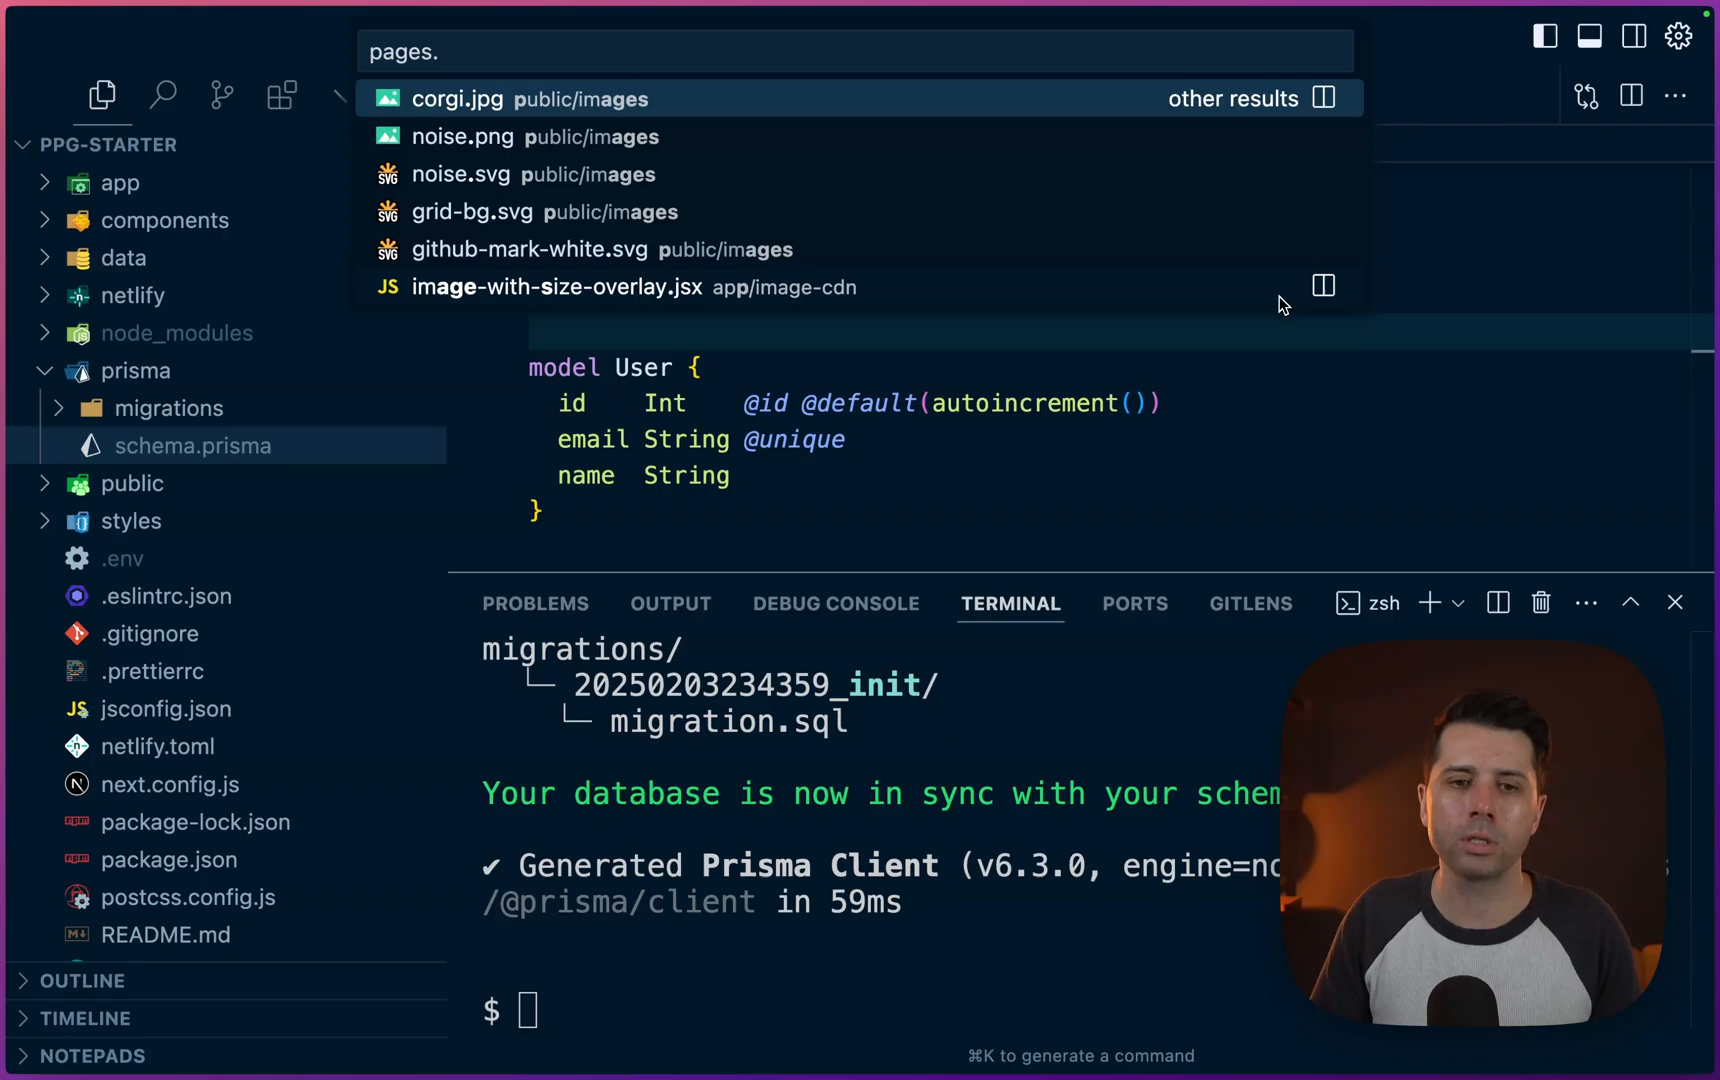 pages.
corgi.jpg public/images other results
noise.png public/images
noise.svg public/images
grid-bg.svg public/images
github-mark-white.svg public/images
image-with-size-overlay.jsx app/image-cdn
PPG-STARTER
app
components
data
netlify
node_modules
prisma
migrations
schema.prisma
public
styles
.env
.eslintrc.json
.gitignore
.prettierrc
jsconfig.json
netlify.toml
next.config.js
package-lock.json
package.json
postcss.config.js
README.md
OUTLINE
TIMELINE
NOTEPADS
model User {
id Int @id @default(autoincrement())
email String @unique
name String
}
PROBLEMS OUTPUT DEBUG CONSOLE TERMINAL PORTS GITLENS zsh
migrations/
└─ 20250203234359_init/
└─ migration.sql
Your database is now in sync with your schem
✔ Generated Prisma Client (v6.3.0, engine=no
/@prisma/client in 59ms
$
⌘K to generate a command